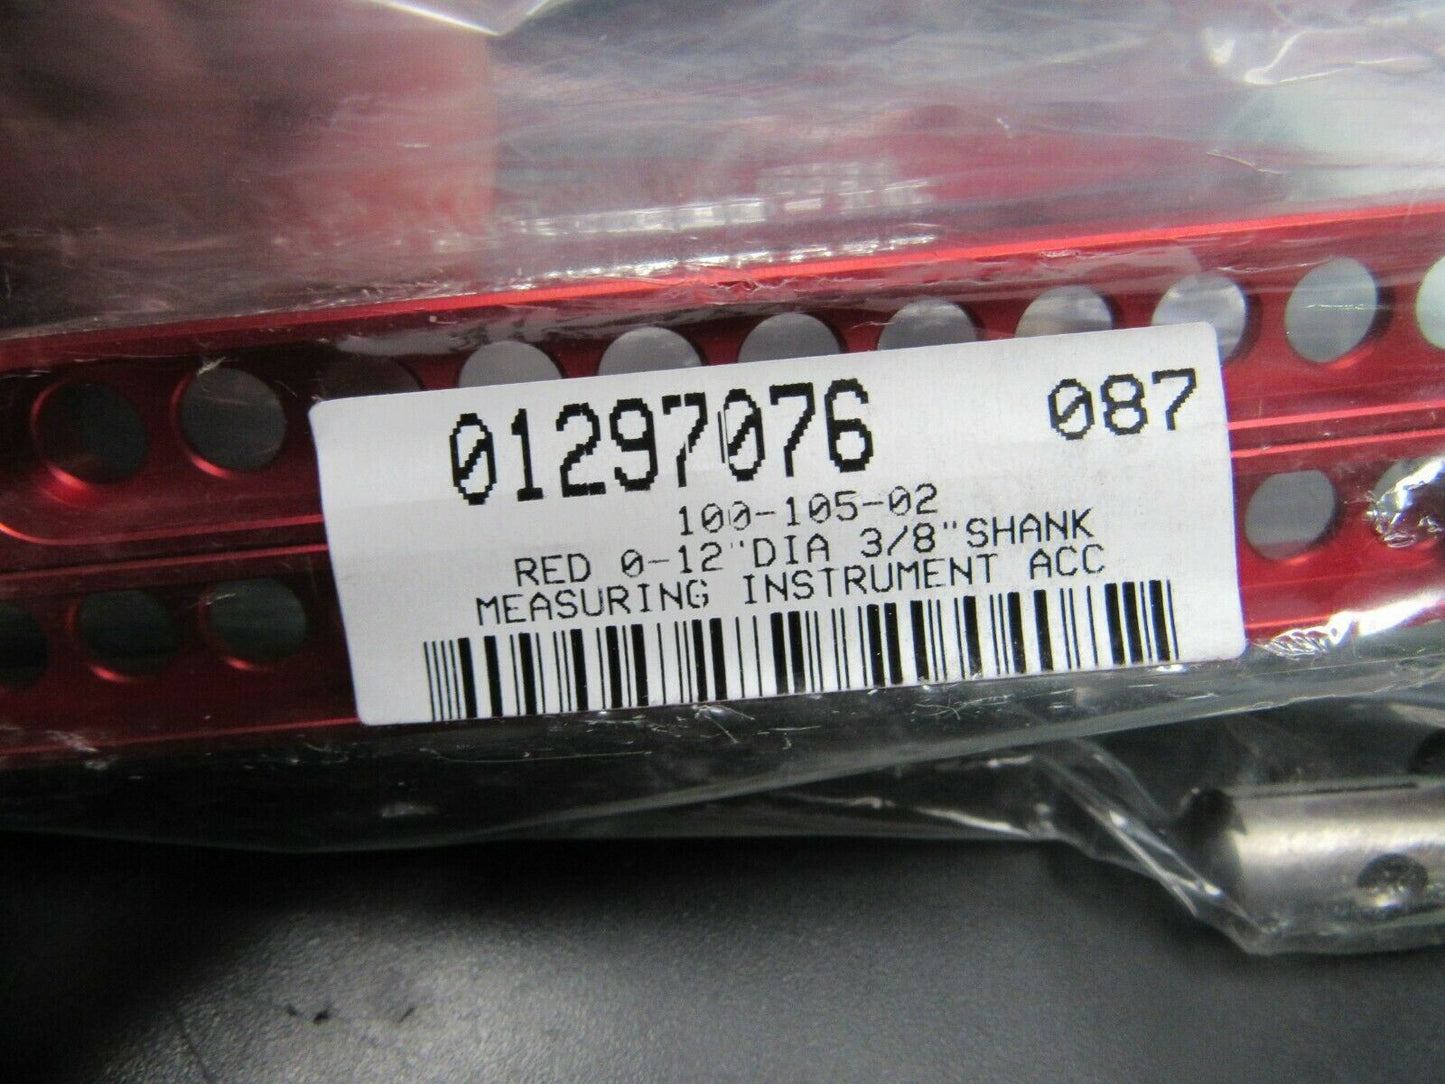 01297076 087
100-105-02
RED 0-12"DIA 3/8"SHANK
MEASURING INSTRUMENT ACC